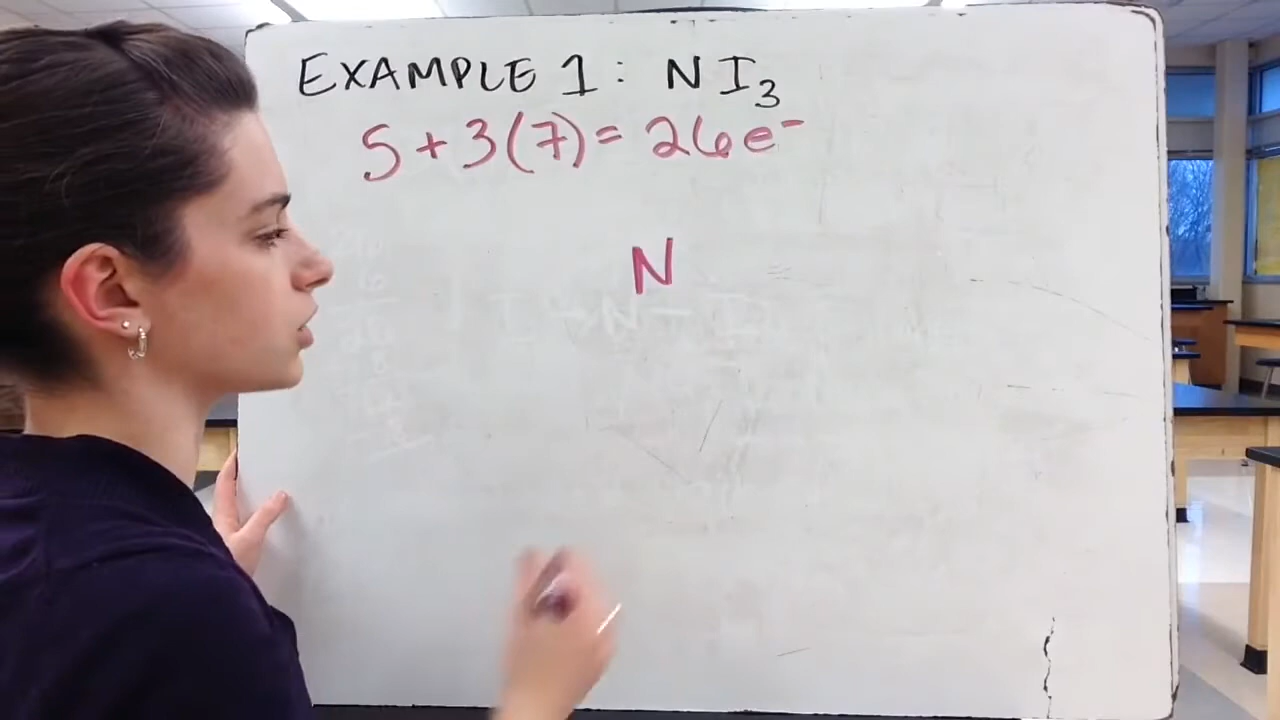 EXAMPLE 1: NI₃
5+3(7)= 26e⁻
N
I-N-I